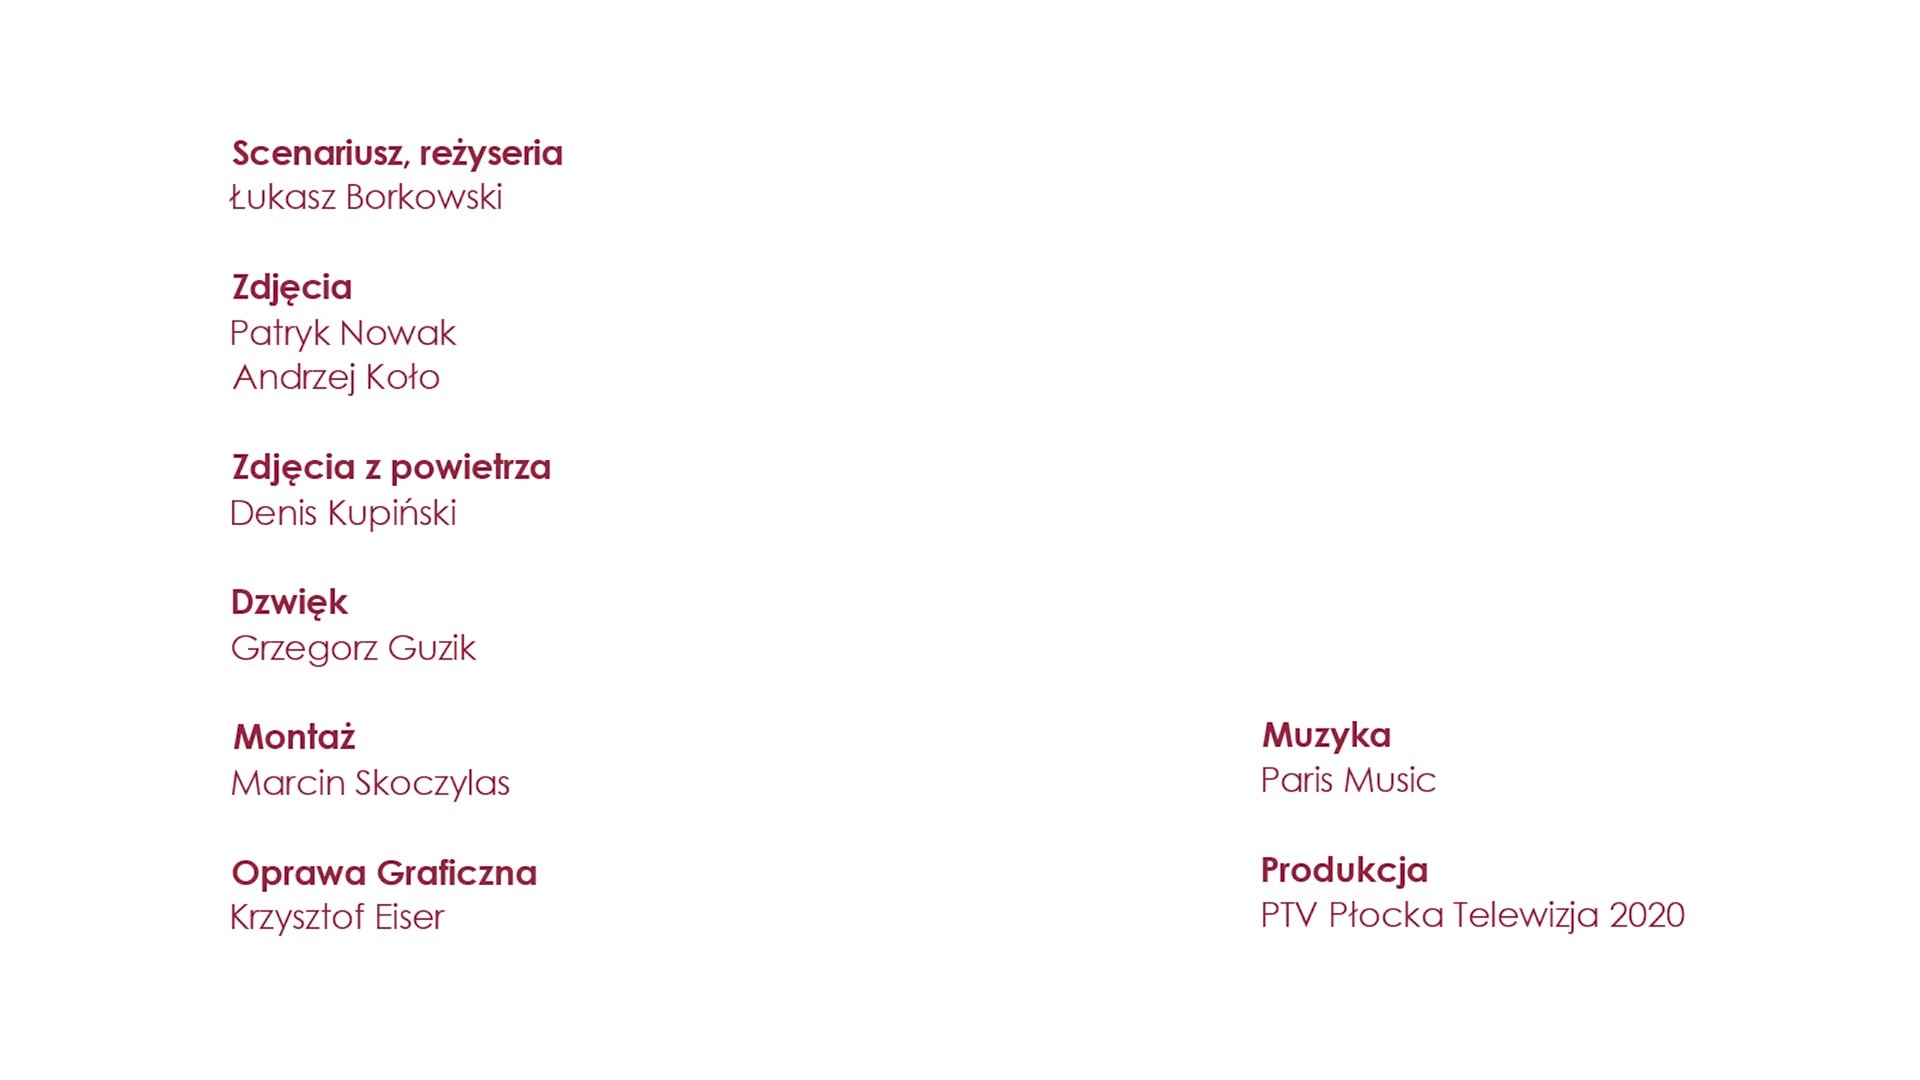 Scenariusz, reżyseria
Łukasz Borkowski
Zdjęcia
Patryk Nowak
Andrzej Koło
Zdjęcia z powietrza
Denis Kupiński
Dzwięk
Grzegorz Guzik
Montaż
Marcin Skoczylas
Oprawa Graficzna
Krzysztof Eiser
Muzyka
Paris Music
Produkcja
PTV Płocka Telewizja 2020